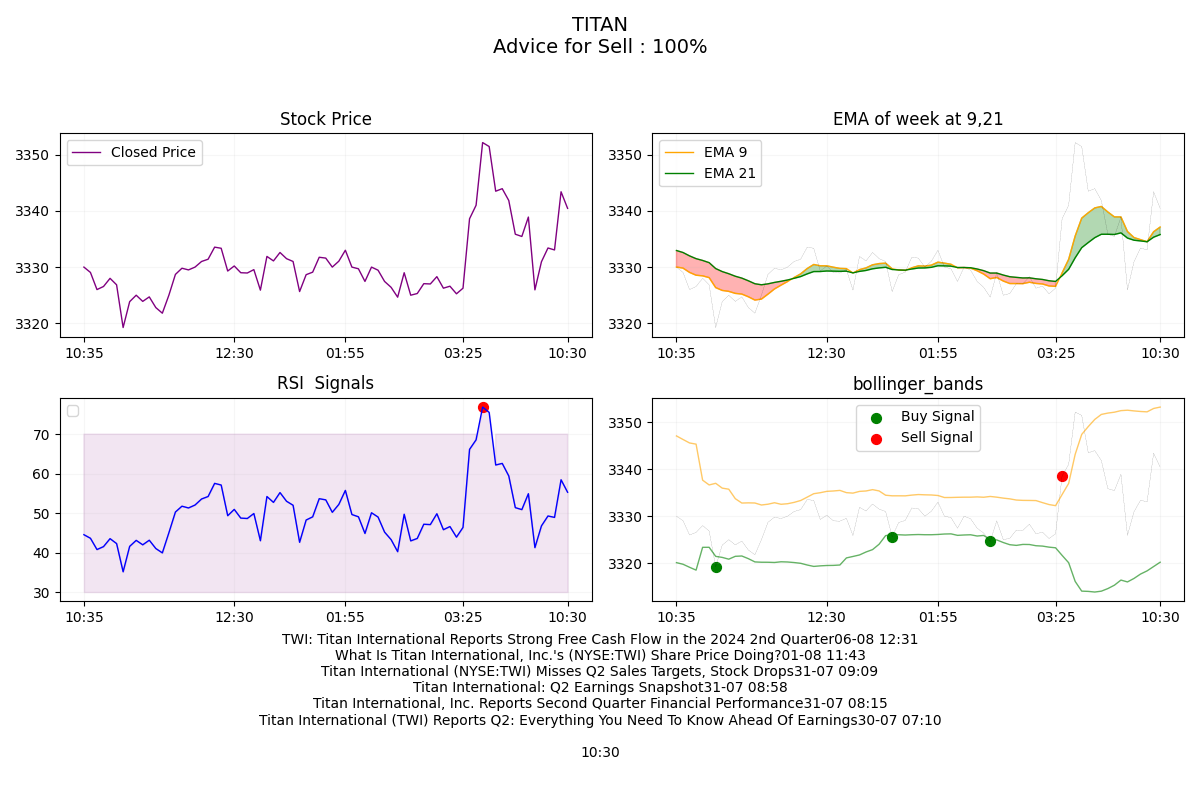 TITAN
Advice for Sell : 100%
Stock Price
3350
3340
3330
3320
Closed Price
10:35
12:30
01:55
03:25
10:30
EMA of week at 9,21
3350
3340
3330
3320
EMA 9
EMA 21
10:35
12:30
01:55
03:25
10:30
RSI  Signals
70
60
50
40
30
10:35
12:30
01:55
03:25
10:30
bollinger_bands
3350
3340
3330
3320
Buy Signal
Sell Signal
10:35
12:30
01:55
03:25
10:30
TWI: Titan International Reports Strong Free Cash Flow in the 2024 2nd Quarter06-08 12:31
What Is Titan International, Inc.'s (NYSE:TWI) Share Price Doing?01-08 11:43
Titan International (NYSE:TWI) Misses Q2 Sales Targets, Stock Drops31-07 09:09
Titan International: Q2 Earnings Snapshot31-07 08:58
Titan International, Inc. Reports Second Quarter Financial Performance31-07 08:15
Titan International (TWI) Reports Q2: Everything You Need To Know Ahead Of Earnings30-07 07:10
10:30